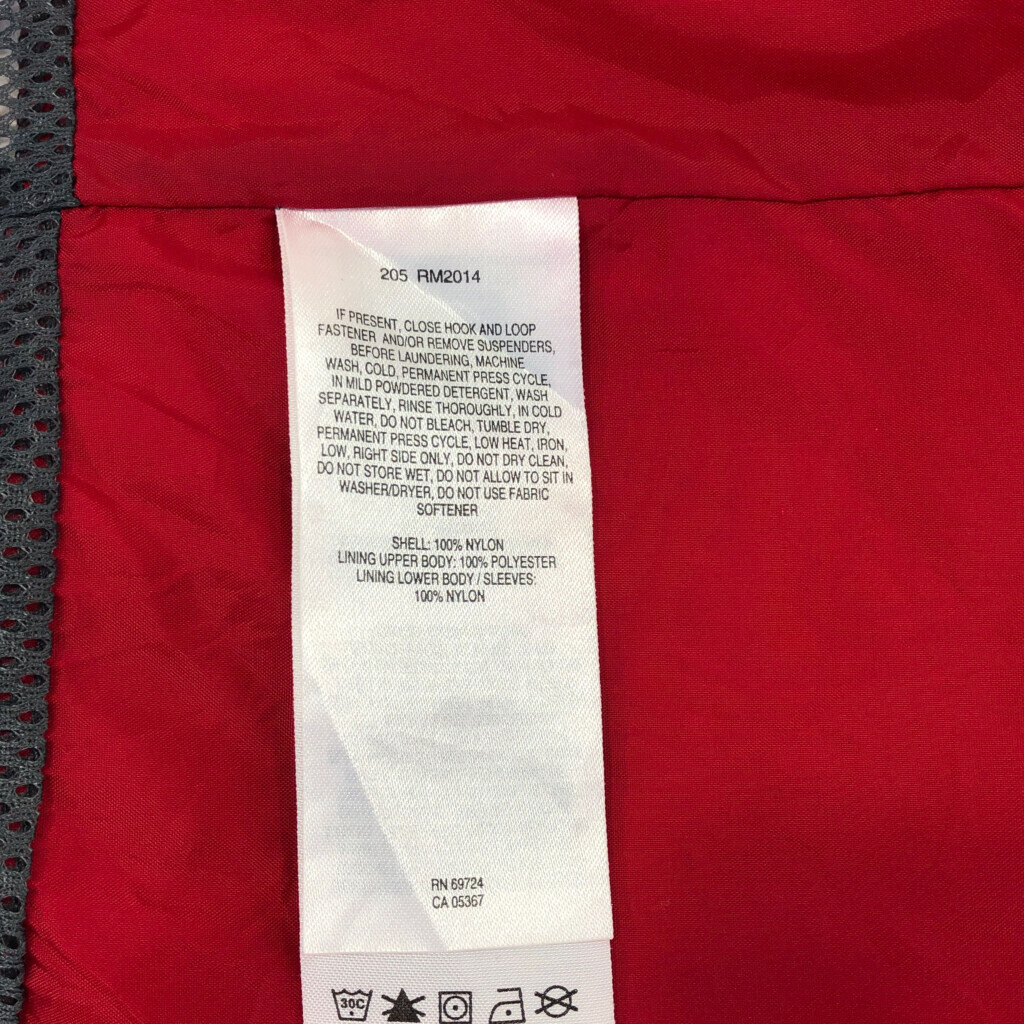 205 RM2014
IF PRESENT, CLOSE HOOK AND LOOP
FASTENER AND/OR REMOVE SUSPENDERS,
BEFORE LAUNDERING, MACHINE
WASH, COLD, PERMANENT PRESS CYCLE,
IN MILD POWDERED DETERGENT, WASH
SEPARATELY, RINSE THOROUGHLY, IN COLD
WATER, DO NOT BLEACH, TUMBLE DRY,
PERMANENT PRESS CYCLE, LOW HEAT, IRON,
LOW, RIGHT SIDE ONLY, DO NOT DRY CLEAN,
DO NOT STORE WET, DO NOT ALLOW TO SIT IN
WASHER/DRYER, DO NOT USE FABRIC
SOFTENER
SHELL: 100% NYLON
LINING UPPER BODY: 100% POLYESTER
LINING LOWER BODY / SLEEVES:
100% NYLON
RN 69724
CA 05367
30C